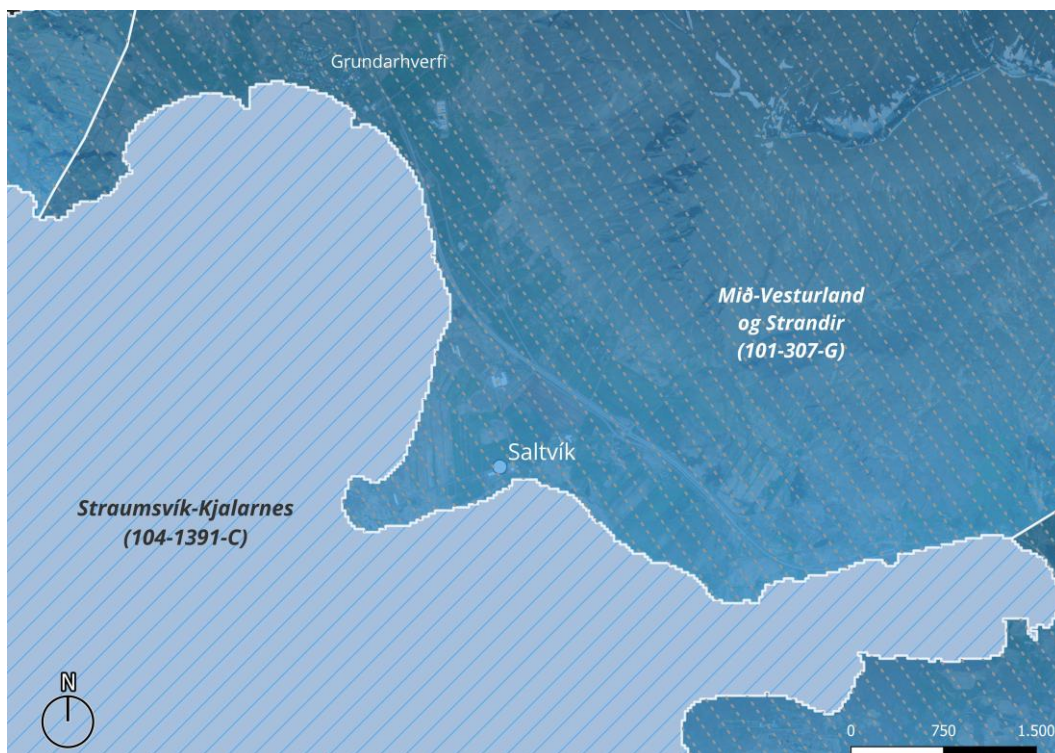 Grundarhverfi
Mið-Vesturland
og Strandir
(101-307-G)
Saltvík
Straumsvík-Kjalarnes
(104-1391-C)
N
0 750 1.500